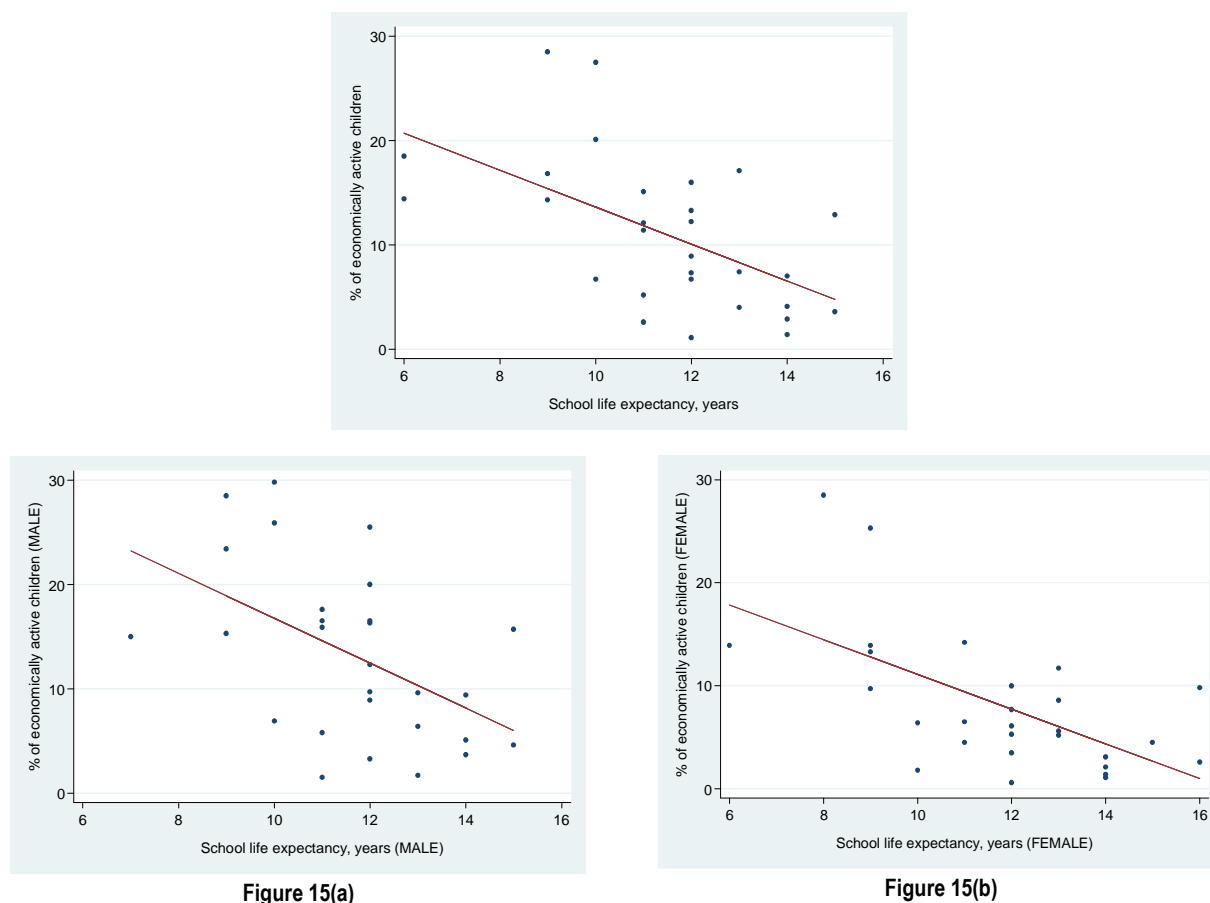 % of economically active children
30
20
10
0
6 8 10 12 14 16
School life expectancy, years
% of economically active children (MALE)
30
20
10
0
6 8 10 12 14 16
School life expectancy, years (MALE)
Figure 15(a)
% of economically active children (FEMALE)
30
20
10
0
6 8 10 12 14 16
School life expectancy, years (FEMALE)
Figure 15(b)